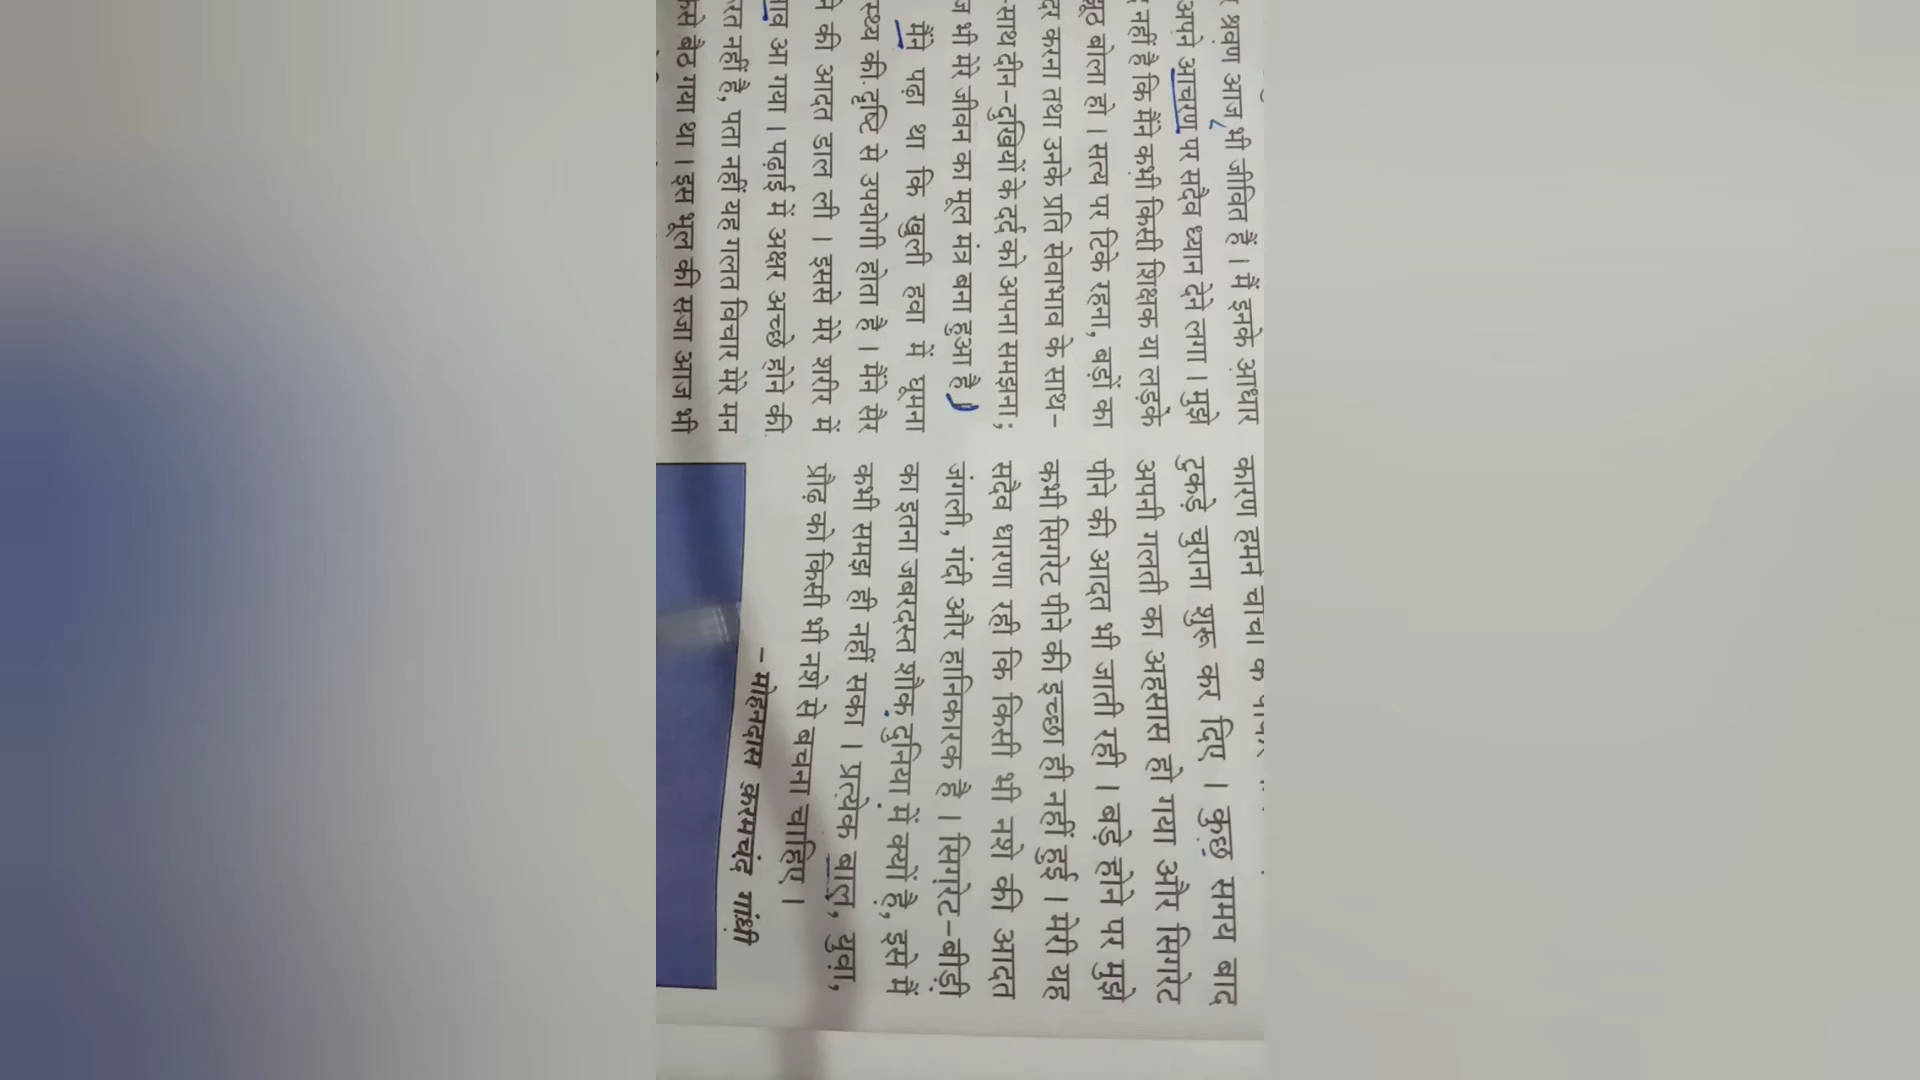 श्रवण आज भी जीवित हैं । मैं इनके आधार
अपने आचरण पर सदैव ध्यान देने लगा । मुझे
नहीं है कि मैंने कभी किसी शिक्षक या लड़के
झूठ बोला हो । सत्य पर टिके रहना, बड़ों का
करना तथा उनके प्रति सेवाभाव के साथ-
-साथ दीन-दुखियों के दर्द को अपना समझना;
भी मेरे जीवन का मूल मंत्र बना हुआ है ।
मैंने पढ़ा था कि खुली हवा में घूमना
की दृष्टि से उपयोगी होता है । मैंने सैर
की आदत डाल ली । इससे मेरे शरीर में
आ गया । पढ़ाई में अक्षर अच्छे होने की
नहीं है, पता नहीं यह गलत विचार मेरे मन
बैठ गया था । इस भूल की सजा आज भी
कारण हमने चाचा के
टुकड़े चुराना शुरू कर दिए । कुछ समय बाद
अपनी गलती का अहसास हो गया और सिगरेट
पीने की आदत भी जाती रही । बड़े होने पर मुझे
कभी सिगरेट पीने की इच्छा ही नहीं हुई । मेरी यह
सदैव धारणा रही कि किसी भी नशे की आदत
जंगली, गंदी और हानिकारक है । सिगरेट-बीड़ी
का इतना जबरदस्त शौक दुनिया में क्यों है, इसे मैं
कभी समझ ही नहीं सका । प्रत्येक बाल, युवा,
प्रौढ़ को किसी भी नशे से बचना चाहिए ।
- मोहनदास करमचंद गांधी